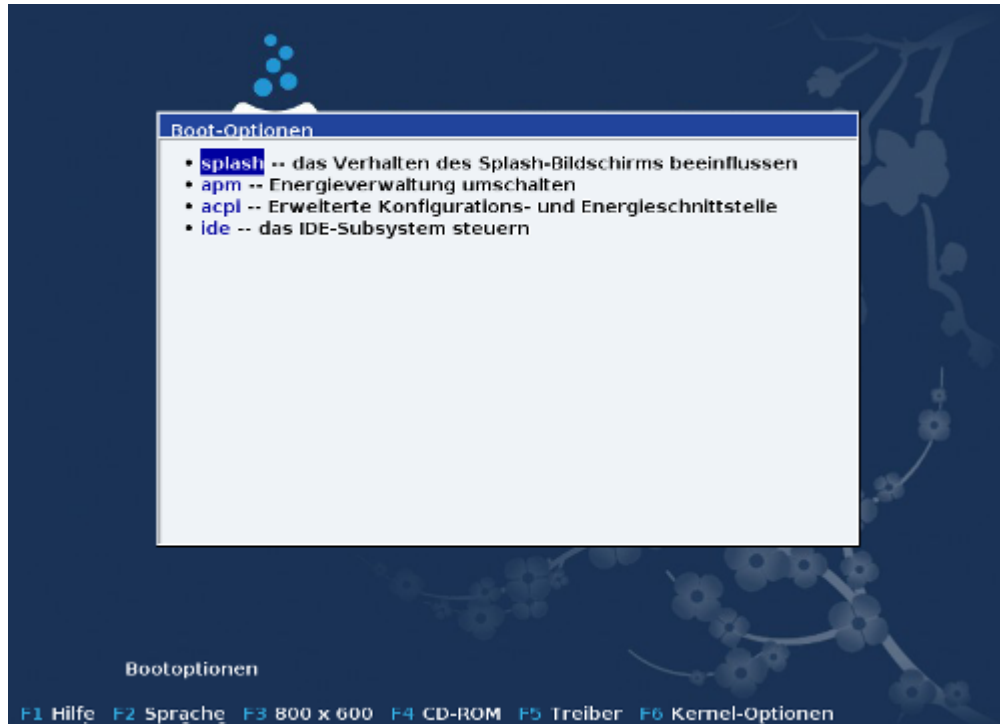 Boot-Optionen
• splash -- das Verhalten des Splash-Bildschirms beeinflussen
• apm -- Energieverwaltung umschalten
• acpi -- Erweiterte Konfigurations- und Energieschnittstelle
• ide -- das IDE-Subsystem steuern
Bootoptionen
F1 Hilfe F2 Sprache F3 800 x 600 F4 CD-ROM F5 Treiber F6 Kernel-Optionen